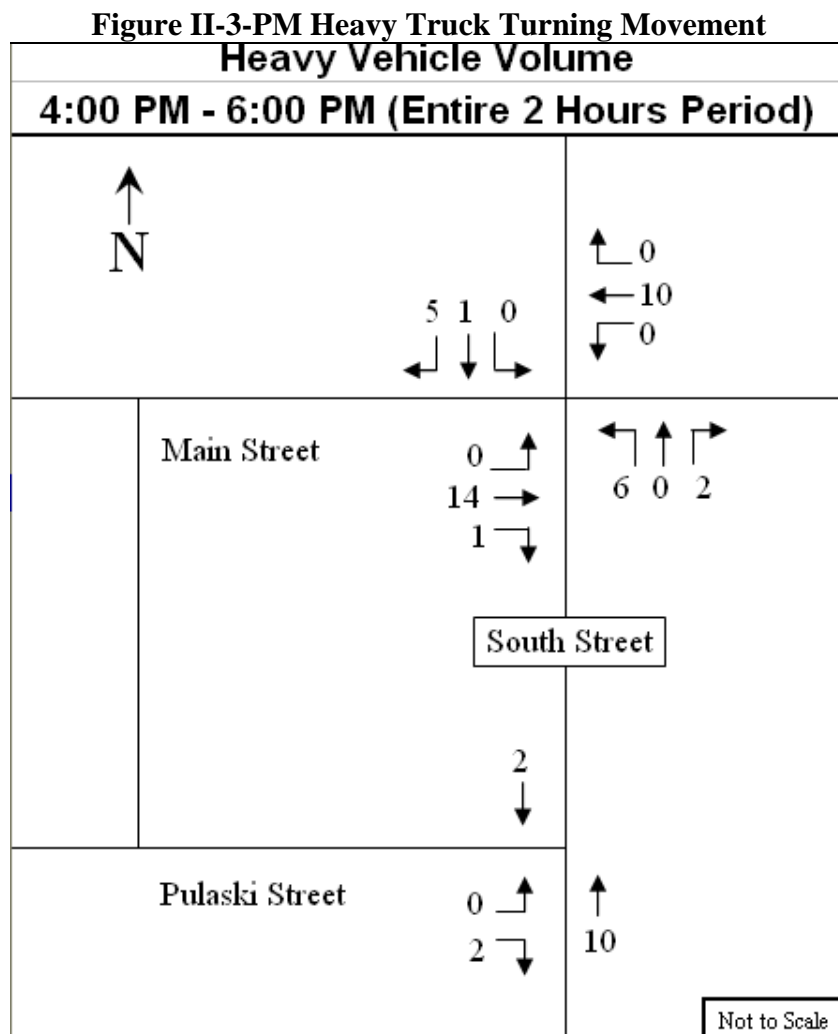 Figure II-3-PM Heavy Truck Turning Movement
Heavy Vehicle Volume
4:00 PM - 6:00 PM (Entire 2 Hours Period)
N
0
10
0
5 1 0
Main Street
0
14
1
6 0 2
South Street
2
Pulaski Street
0
2
10
Not to Scale